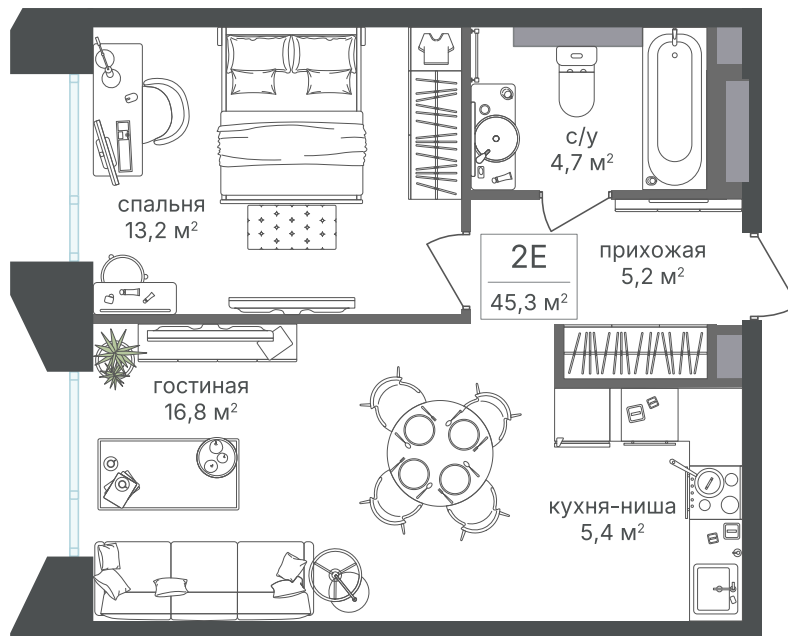 с/у
4,7 м²
спальня
13,2 м²
2Е
45,3 м²
прихожая
5,2 м²
гостиная
16,8 м²
кухня-ниша
5,4 м²